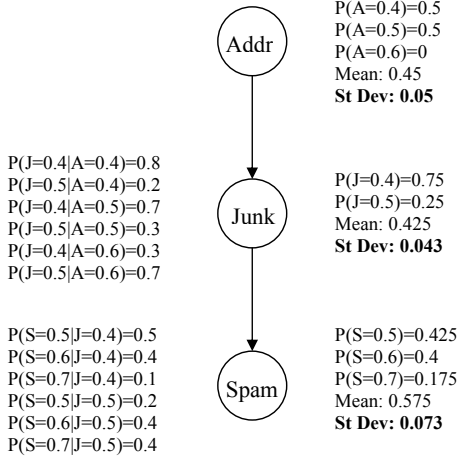 Addr
P(A=0.4)=0.5
P(A=0.5)=0.5
P(A=0.6)=0
Mean: 0.45
St Dev: 0.05
P(J=0.4|A=0.4)=0.8
P(J=0.5|A=0.4)=0.2
P(J=0.4|A=0.5)=0.7
P(J=0.5|A=0.5)=0.3
P(J=0.4|A=0.6)=0.3
P(J=0.5|A=0.6)=0.7
Junk
P(J=0.4)=0.75
P(J=0.5)=0.25
Mean: 0.425
St Dev: 0.043
P(S=0.5|J=0.4)=0.5
P(S=0.6|J=0.4)=0.4
P(S=0.7|J=0.4)=0.1
P(S=0.5|J=0.5)=0.2
P(S=0.6|J=0.5)=0.4
P(S=0.7|J=0.5)=0.4
Spam
P(S=0.5)=0.425
P(S=0.6)=0.4
P(S=0.7)=0.175
Mean: 0.575
St Dev: 0.073